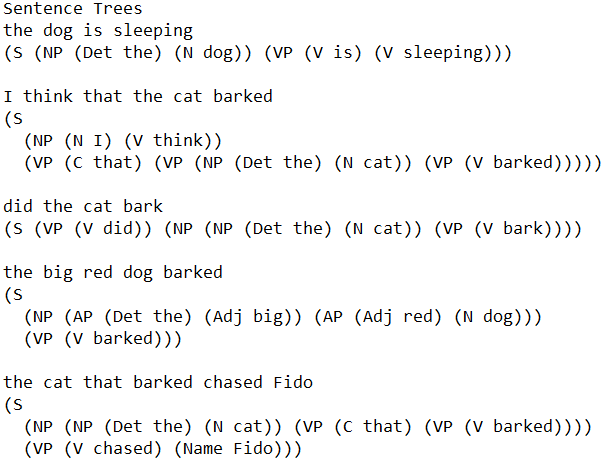 Sentence Trees
the dog is sleeping
(S (NP (Det the) (N dog)) (VP (V is) (V sleeping)))
I think that the cat barked
(S
(NP (N I) (V think))
(VP (C that) (VP (NP (Det the) (N cat)) (VP (V barked)))))
did the cat bark
(S (VP (V did)) (NP (NP (Det the) (N cat)) (VP (V bark))))
the big red dog barked
(S
(NP (AP (Det the) (Adj big)) (AP (Adj red) (N dog)))
(VP (V barked)))
the cat that barked chased Fido
(S
(NP (NP (Det the) (N cat)) (VP (C that) (VP (V barked))))
(VP (V chased) (Name Fido)))